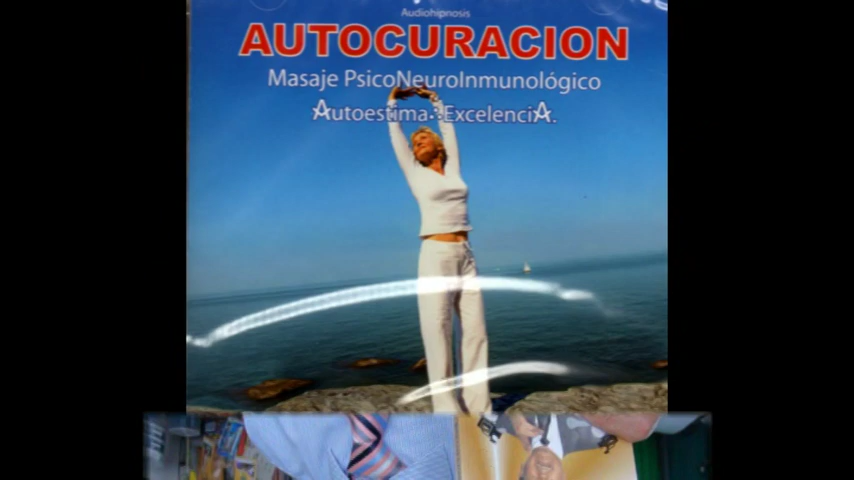 Audiohipnosis
AUTOCURACION
Masaje PsicoNeuroInmunológico
Autoestima∴ExcelenciA.